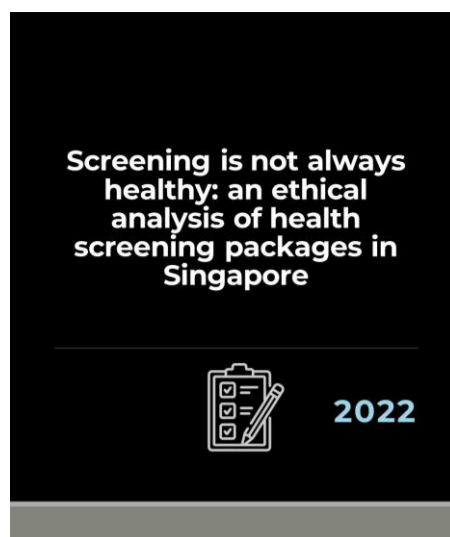 Screening is not always
healthy: an ethical
analysis of health
screening packages in
Singapore
2022